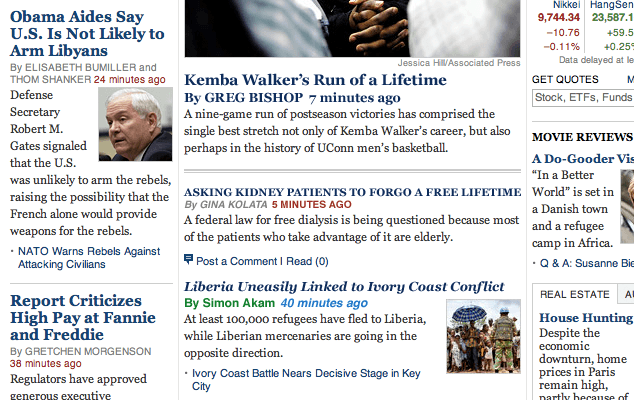 Obama Aides Say
U.S. Is Not Likely to
Arm Libyans
By ELISABETH BUMILLER and
THOM SHANKER 24 minutes ago
Defense
Secretary
Robert M.
Gates signaled
that the U.S.
was unlikely to arm the rebels,
raising the possibility that the
French alone would provide
weapons for the rebels.
• NATO Warns Rebels Against
Attacking Civilians
Report Criticizes
High Pay at Fannie
and Freddie
By GRETCHEN MORGENSON
38 minutes ago
Regulators have approved
generous executive
Jessica Hill/Associated Press
Kemba Walker's Run of a Lifetime
By GREG BISHOP 7 minutes ago
A nine-game run of postseason victories has comprised the
single best stretch not only of Kemba Walker's career, but also
perhaps in the history of UConn men's basketball.
ASKING KIDNEY PATIENTS TO FORGO A FREE LIFETIME
By GINA KOLATA 5 MINUTES AGO
A federal law for free dialysis is being questioned because most
of the patients who take advantage of it are elderly.
Post a Comment | Read (0)
Liberia Uneasily Linked to Ivory Coast Conflict
By Simon Akam 40 minutes ago
At least 100,000 refugees have fled to Liberia,
while Liberian mercenaries are going in the
opposite direction.
• Ivory Coast Battle Nears Decisive Stage in Key
City
Nikkei HangSen
9,744.34 23,587.1
-10.76 +59.5
-0.11% +0.25%
Data delayed at le
GET QUOTES M
Stock, ETFs, Funds
MOVIE REVIEWS
A Do-Gooder Vis
"In a Better
World" is set in
a Danish town
and a refugee
camp in Africa.
• Q & A: Susanne Bie
REAL ESTATE AU
House Hunting
Despite the
economic
downturn, home
prices in Paris
remain high,
partly because of